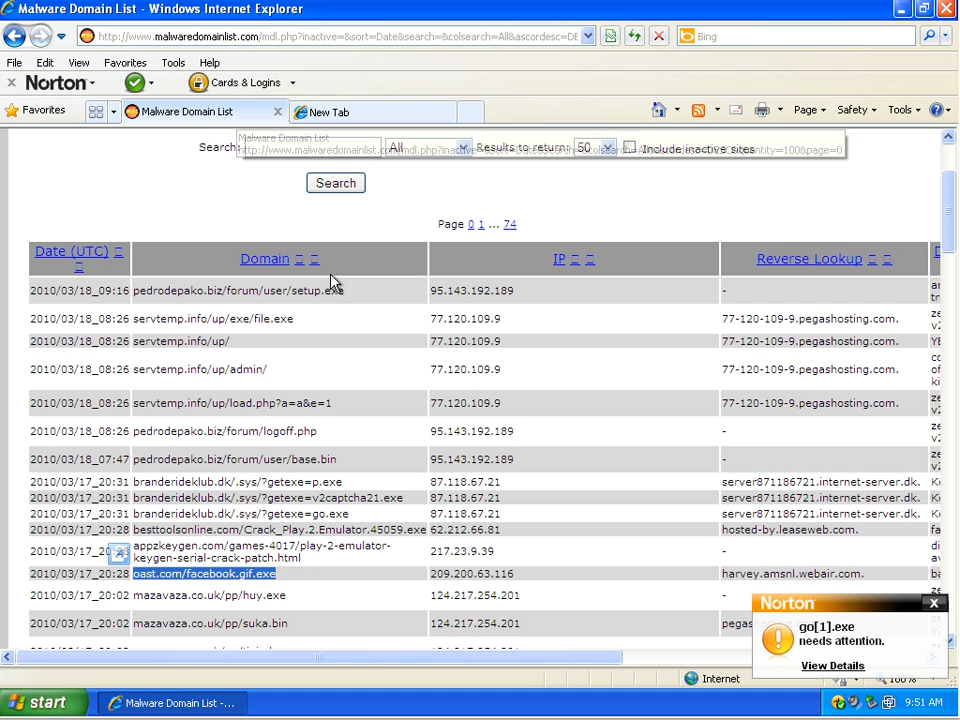 Malware Domain List - Windows Internet Explorer
http://www.malwaredomainlist.com/mdl.php?inactive=&sort=Date&search=&colsearch=All&ascordesc=DE
Bing
File Edit View Favorites Tools Help
x Norton Cards & Logins
Favorites Malware Domain List x New Tab Page Safety Tools
Malware Domain List
Search: All Results to return: 50 Include inactive sites
Search
Page 0 1 ... 74
Date (UTC) Domain IP Reverse Lookup D
2010/03/18_09:16 pedrodepako.biz/forum/user/setup.exe 95.143.192.189 -
2010/03/18_08:26 servtemp.info/up/exe/file.exe 77.120.109.9 77-120-109-9.pegashosting.com.
2010/03/18_08:26 servtemp.info/up/ 77.120.109.9 77-120-109-9.pegashosting.com.
2010/03/18_08:26 servtemp.info/up/admin/ 77.120.109.9 77-120-109-9.pegashosting.com.
2010/03/18_08:26 servtemp.info/up/load.php?a=a&e=1 77.120.109.9 77-120-109-9.pegashosting.com.
2010/03/18_08:26 pedrodepako.biz/forum/logoff.php 95.143.192.189 -
2010/03/18_07:47 pedrodepako.biz/forum/user/base.bin 95.143.192.189 -
2010/03/17_20:31 branderideklub.dk/.sys/?getexe=p.exe 87.118.67.21 server871186721.internet-server.dk.
2010/03/17_20:31 branderideklub.dk/.sys/?getexe=v2captcha21.exe 87.118.67.21 server871186721.internet-server.dk.
2010/03/17_20:31 branderideklub.dk/.sys/?getexe=go.exe 87.118.67.21 server871186721.internet-server.dk.
2010/03/17_20:28 besttoolsonline.com/Crack_Play.2.Emulator.45059.exe 62.212.66.81 hosted-by.leaseweb.com. fa
2010/03/17_20:28 appzkeygen.com/games-4017/play-2-emulator-
keygen-serial-crack-patch.html 217.23.9.39 -
2010/03/17_20:28 oast.com/facebook.gif.exe 209.200.63.116 harvey.amsnl.webair.com. ba
2010/03/17_20:02 mazavaza.co.uk/pp/huy.exe 124.217.254.201 -
2010/03/17_20:02 mazavaza.co.uk/pp/suka.bin 124.217.254.201 pegas
Norton x
go[1].exe
needs attention.
View Details
Internet 100%
start Malware Domain List -... 9:51 AM